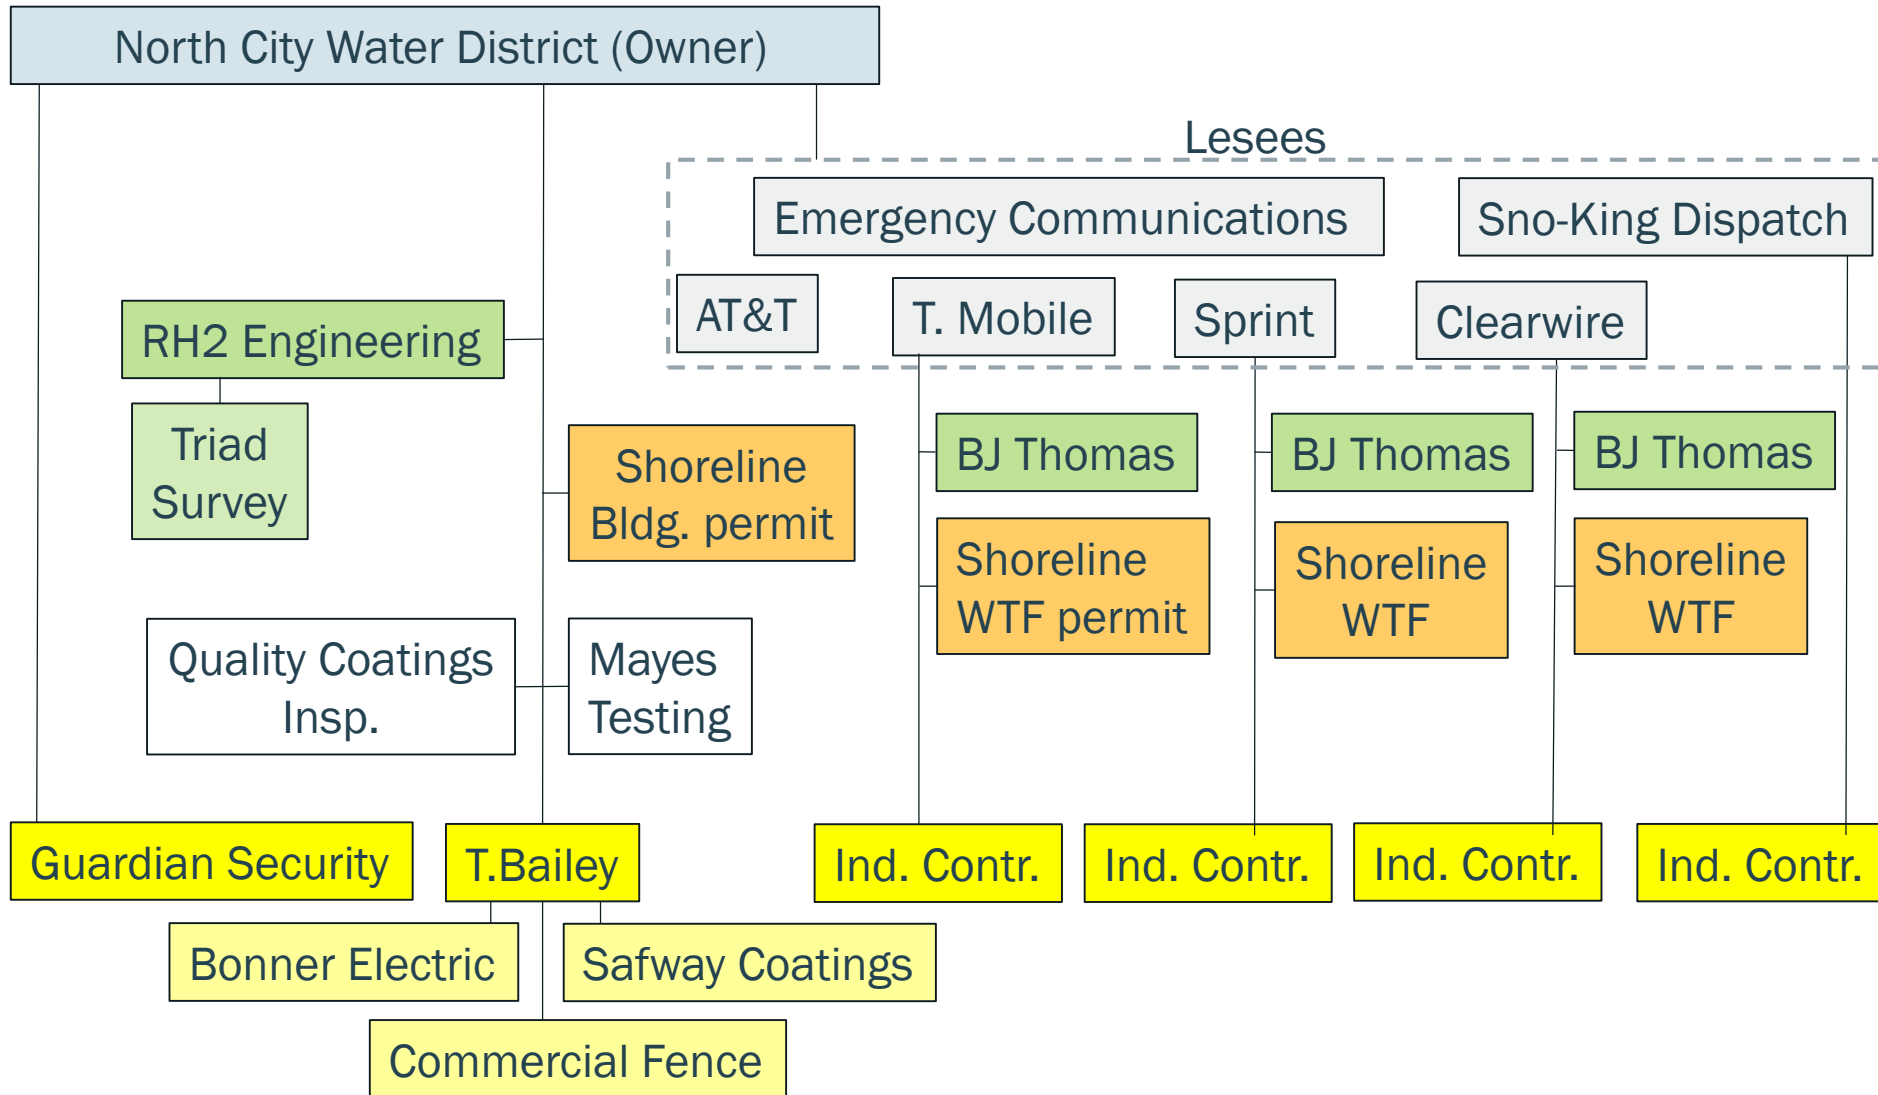 North City Water District (Owner)
Lesees
Emergency Communications
Sno-King Dispatch
AT&T
T. Mobile
Sprint
Clearwire
RH2 Engineering
Triad
Survey
Shoreline
Bldg. permit
BJ Thomas
BJ Thomas
BJ Thomas
Shoreline
WTF permit
Shoreline
WTF
Shoreline
WTF
Quality Coatings
Insp.
Mayes
Testing
Guardian Security
T.Bailey
Ind. Contr.
Ind. Contr.
Ind. Contr.
Ind. Contr.
Bonner Electric
Safway Coatings
Commercial Fence